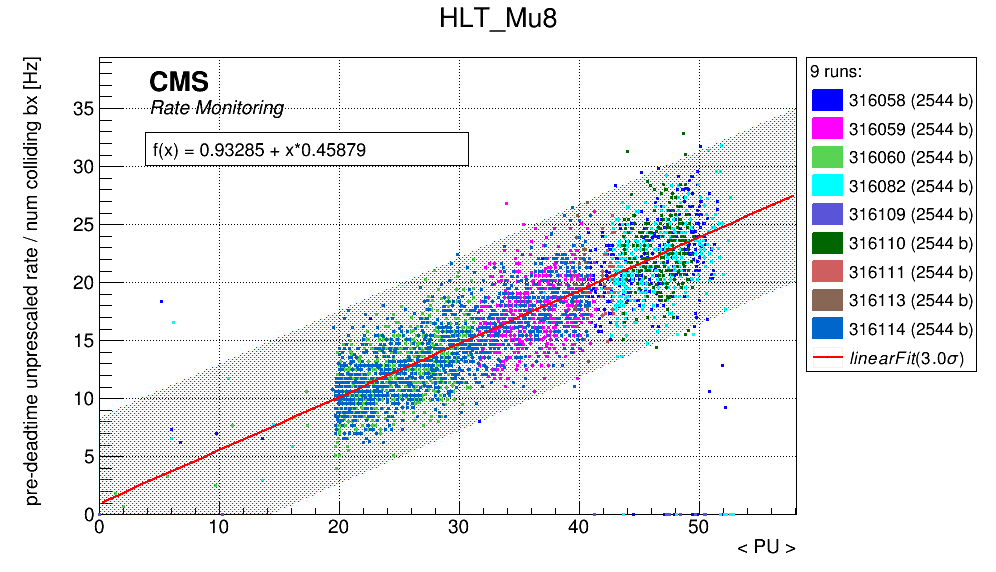 HLT_Mu8
pre-deadtime unprescaled rate / num colliding bx [Hz]
CMS
Rate Monitoring
f(x) = 0.93285 + x*0.45879
35
30
25
20
15
10
5
0
0
10
20
30
40
50
< PU >
9 runs:
316058 (2544 b)
316059 (2544 b)
316060 (2544 b)
316082 (2544 b)
316109 (2544 b)
316110 (2544 b)
316111 (2544 b)
316113 (2544 b)
316114 (2544 b)
linearFit(3.0σ)